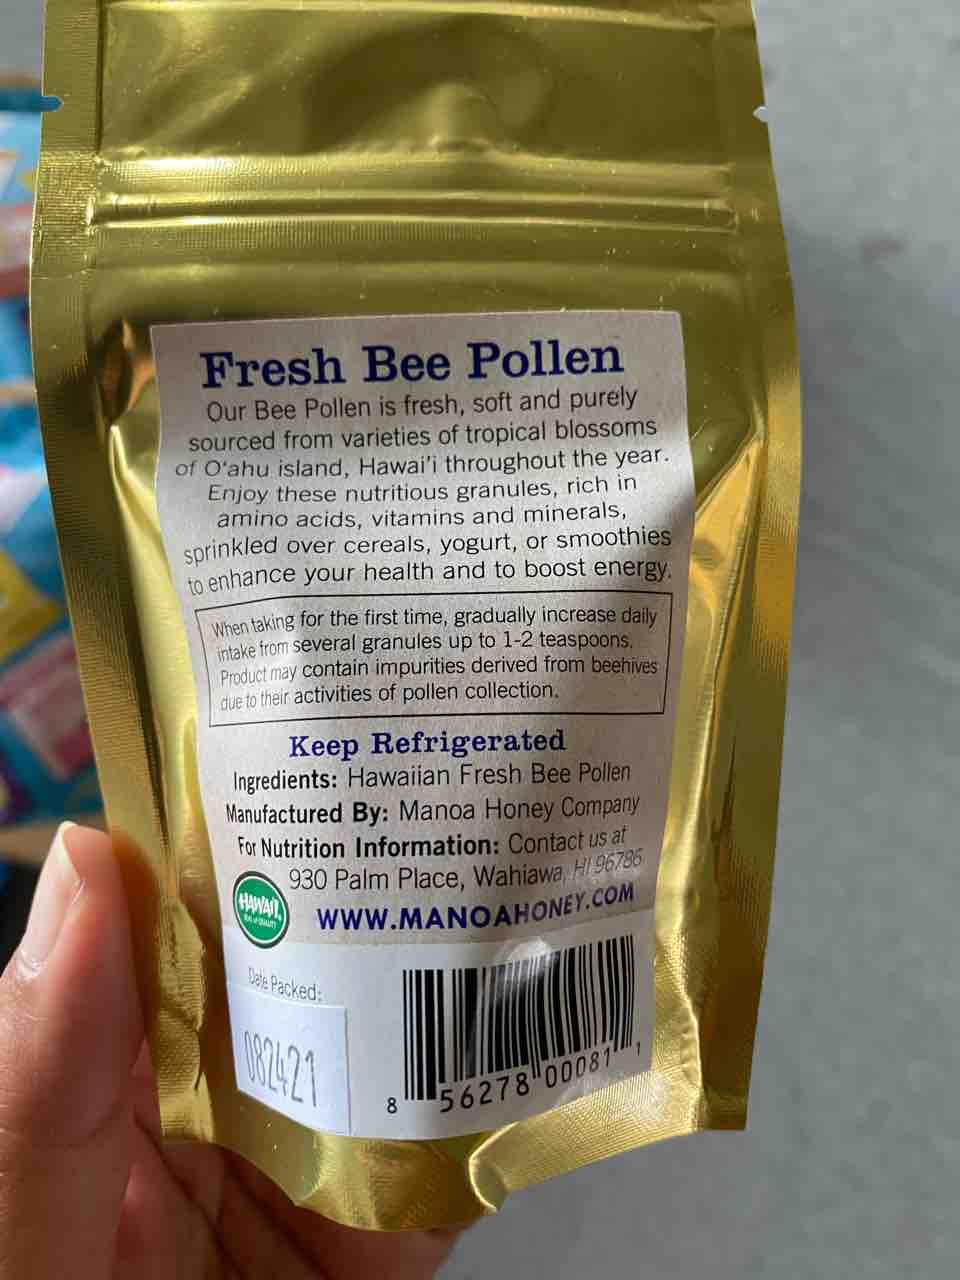 Fresh Bee Pollen
Our Bee Pollen is fresh, soft and purely
sourced from varieties of tropical blossoms
of O'ahu island, Hawai'i throughout the year.
Enjoy these nutritious granules, rich in
amino acids, vitamins and minerals,
sprinkled over cereals, yogurt, or smoothies
to enhance your health and to boost energy.
When taking for the first time, gradually increase daily
intake from several granules up to 1-2 teaspoons.
Product may contain impurities derived from beehives
due to their activities of pollen collection.
Keep Refrigerated
Ingredients: Hawaiian Fresh Bee Pollen
Manufactured By: Manoa Honey Company
For Nutrition Information: Contact us at
930 Palm Place, Wahiawa, HI 96786
WWW.MANOAHONEY.COM
HAWAII
SEAL of QUALITY
Date Packed:
082421
8 56278 00081 1